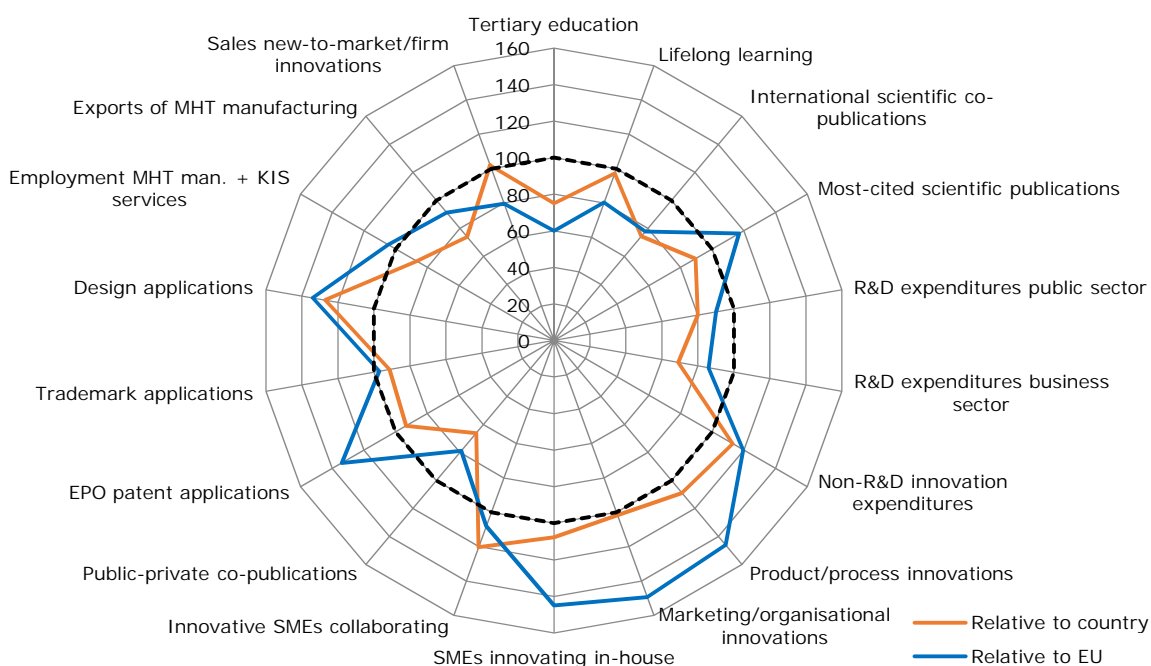 Tertiary education
Sales new-to-market/firm
innovations
Lifelong learning
Exports of MHT manufacturing
International scientific co-
publications
Employment MHT man. + KIS
services
Most-cited scientific publications
Design applications
R&D expenditures public sector
Trademark applications
R&D expenditures business
sector
EPO patent applications
Non-R&D innovation
expenditures
Public-private co-publications
Product/process innovations
Innovative SMEs collaborating
Marketing/organisational
innovations
SMEs innovating in-house
160
140
120
100
80
60
40
20
0
Relative to country
Relative to EU